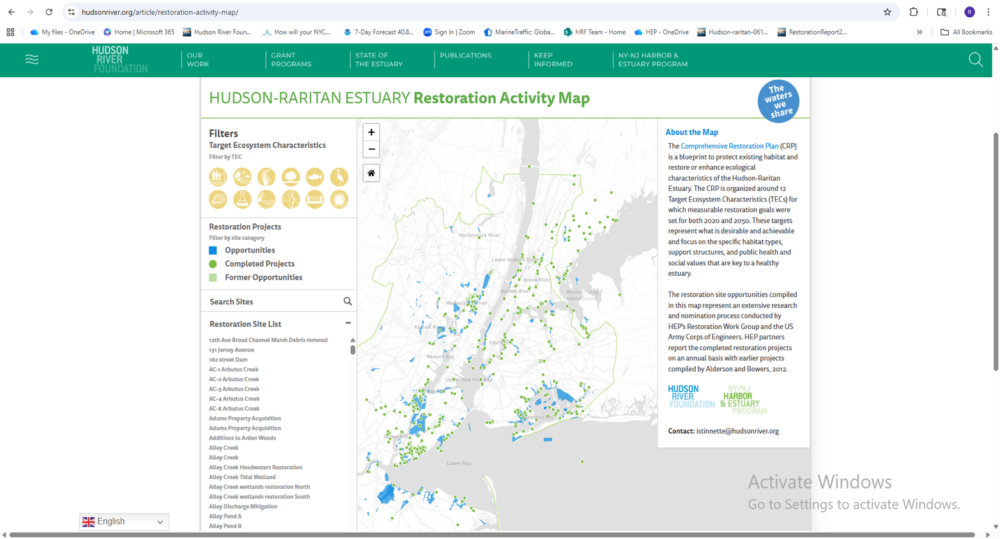 hudsonriver.org/article/restoration-activity-map/
R
My files - OneDrive
Home | Microsoft 365
Hudson River Foun...
How will your NYC...
7-Day Forecast 40.8...
zm
Sign In | Zoom
MarineTraffic: Globa...
HRF Team - Home
HEP - OneDrive
Hudson-raritan-061...
RestorationReport2...
»
All Bookmarks
HUDSON
RIVER
FOUNDATION
OUR
WORK
GRANT
PROGRAMS
STATE OF
THE ESTUARY
PUBLICATIONS
KEEP
INFORMED
NY-NJ HARBOR &
ESTUARY PROGRAM
HUDSON-RARITAN ESTUARY Restoration Activity Map
The
waters
we
share
Filters
Target Ecosystem Characteristics
Filter by TEC
Restoration Projects
Filter by site category
Opportunities
Completed Projects
Former Opportunities
Search Sites
Restoration Site List
12th Ave Broad Channel Marsh Debris removal
131 Jersey Avenue
182 street Dam
AC-1 Arbutus Creek
AC-2 Arbutus Creek
AC-3 Arbutus Creek
AC-4 Arbutus Creek
AC-8 Arbutus Creek
Adams Property Acquisition
Adams Property Acquisition
Additions to Arden Woods
Alley Creek
Alley Creek
Alley Creek Headwaters Restoration
Alley Creek Tidal Wetland
Alley Creek wetlands restoration North
Alley Creek wetlands restoration South
Alley Discharge Mitigation
Alley Pond A
Alley Pond B
+
−
Hackensack River
Lower Hudson River
Bronx River
Harlem River
Western Long
Island Sound
Hackensack River
Passaic River
East River
Newark Bay
Upper New York Bay
Jamaica Bay
Arthur Kill
Lower Bay
About the Map
The Comprehensive Restoration Plan (CRP)
is a blueprint to protect existing habitat and
restore or enhance ecological
characteristics of the Hudson-Raritan
Estuary. The CRP is organized around 12
Target Ecosystem Characteristics (TECs) for
which measurable restoration goals were
set for both 2020 and 2050. These targets
represent what is desirable and achievable
and focus on the specific habitat types,
support structures, and public health and
social values that are key to a healthy
estuary.
The restoration site opportunities compiled
in this map represent an extensive research
and nomination process conducted by
HEP's Restoration Work Group and the US
Army Corps of Engineers. HEP partners
report the completed restoration projects
on an annual basis with earlier projects
compiled by Alderson and Bowers, 2012.
HUDSON
RIVER
FOUNDATION
NY/NJ
HARBOR
& ESTUARY
PROGRAM
Contact: istinnette@hudsonriver.org
Activate Windows
Go to Settings to activate Windows.
English